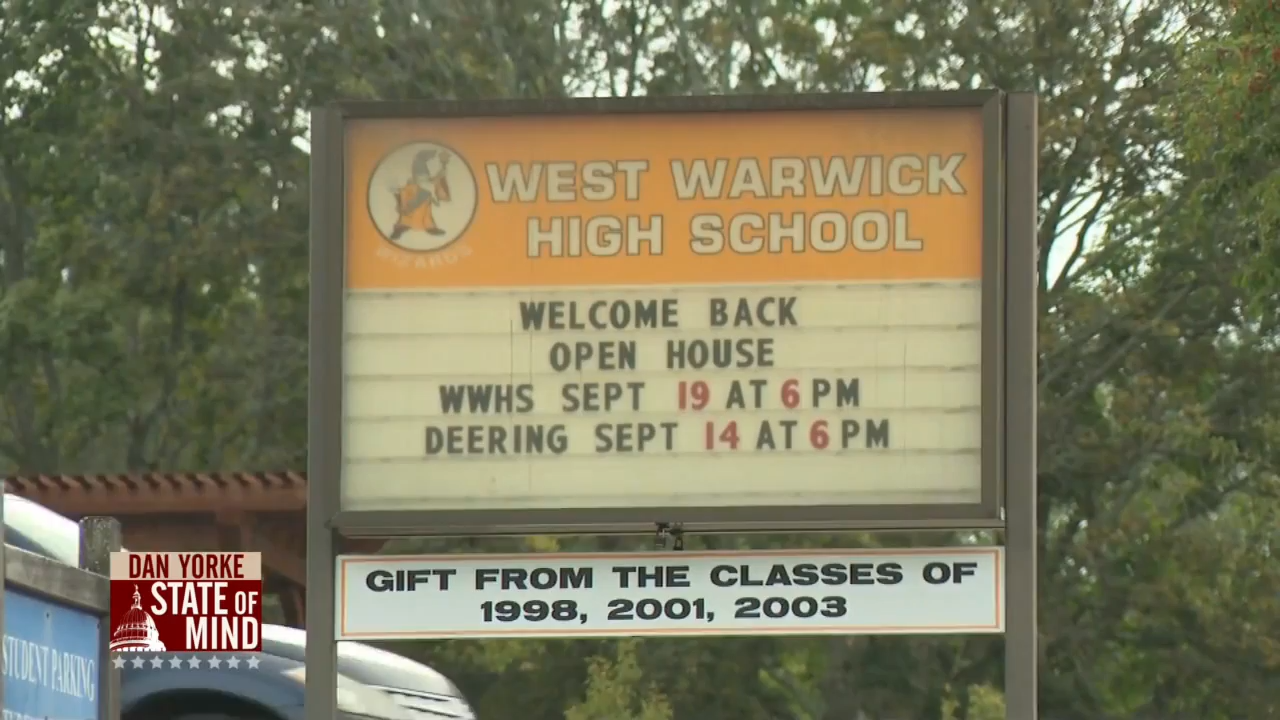 WEST WARWICK
HIGH SCHOOL
WIZARDS
WELCOME BACK
OPEN HOUSE
WWHS SEPT 19 AT 6 PM
DEERING SEPT 14 AT 6 PM
GIFT FROM THE CLASSES OF
1998, 2001, 2003
DAN YORKE
STATE OF
MIND
STUDENT PARKING